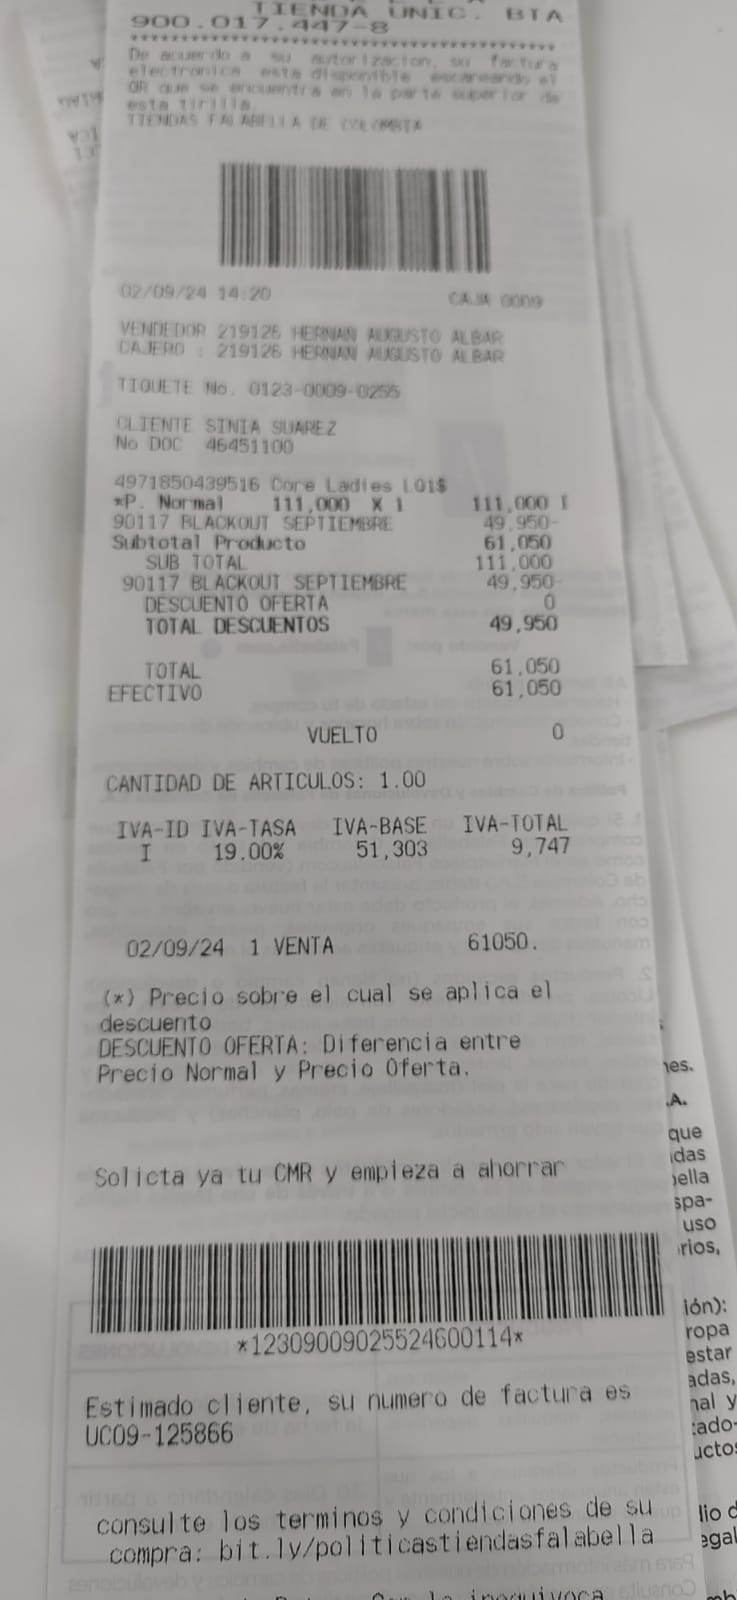 TIENDA UNIC. BTA
900.017.447-8
********************************************
De acuerdo a su autorizacion, su factura
electronica esta disponible escaneando el
QR que se encuentra en la parte superior de
esta tirilla.
TIENDAS FALABELLA DE COLOMBIA
02/09/24 14:20 CAJA 0009
VENDEDOR 219126 HERNAN AUGUSTO ALBAR
CAJERO : 219126 HERNAN AUGUSTO ALBAR
TIQUETE No. 0123-0009-0255
CLIENTE SINIA SUAREZ
No DOC 46451100
4971850439516 Core Ladies LQ1$
*P. Normal 111,000 X 1 111,000 I
90117 BLACKOUT SEPTIEMBRE 49,950-
Subtotal Producto 61,050
SUB TOTAL 111,000
90117 BLACKOUT SEPTIEMBRE 49,950-
DESCUENTO OFERTA 0
TOTAL DESCUENTOS 49,950
TOTAL 61,050
EFECTIVO 61,050
VUELTO 0
CANTIDAD DE ARTICULOS: 1.00
IVA-ID IVA-TASA IVA-BASE IVA-TOTAL
I 19.00% 51,303 9,747
02/09/24 1 VENTA 61050.
(*) Precio sobre el cual se aplica el
descuento
DESCUENTO OFERTA: Diferencia entre
Precio Normal y Precio Oferta.
Solicta ya tu CMR y empieza a ahorrar
*12309009025524600114*
Estimado cliente, su numero de factura es
UC09-125866
consulte los terminos y condiciones de su
compra: bit.ly/politicastiendasfalabella